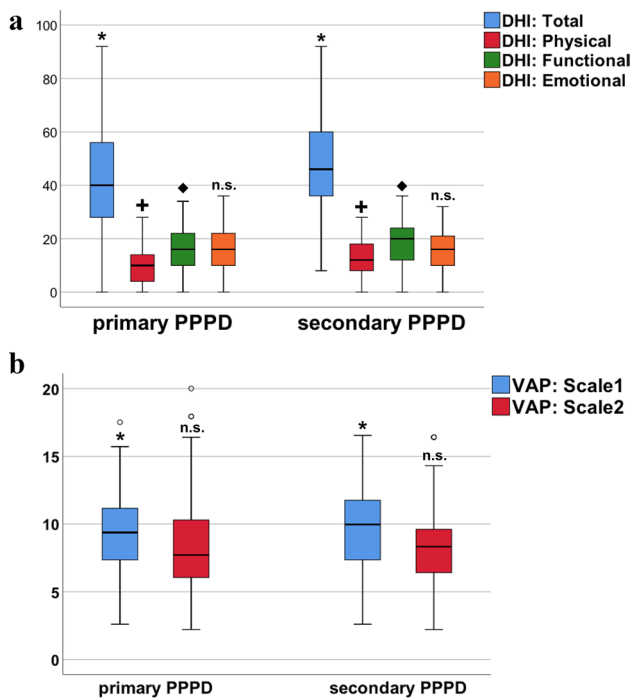 a
100
80
60
40
20
0
* + ◆ n.s.
* + ◆ n.s.
primary PPPD secondary PPPD
DHI: Total
DHI: Physical
DHI: Functional
DHI: Emotional
b
20
15
10
5
0
* n.s.
* n.s.
primary PPPD secondary PPPD
VAP: Scale1
VAP: Scale2